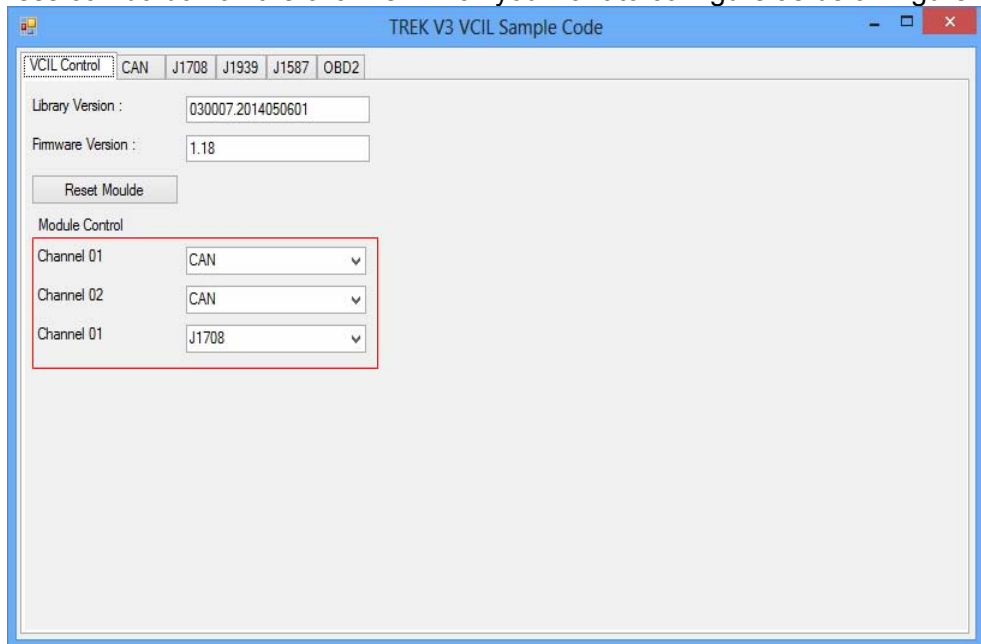 TREK V3 VCIL Sample Code
VCIL Control CAN J1708 J1939 J1587 OBD2
Library Version : 030007.2014050601
Firmware Version : 1.18
Reset Moulde
Module Control
Channel 01 CAN
Channel 02 CAN
Channel 01 J1708